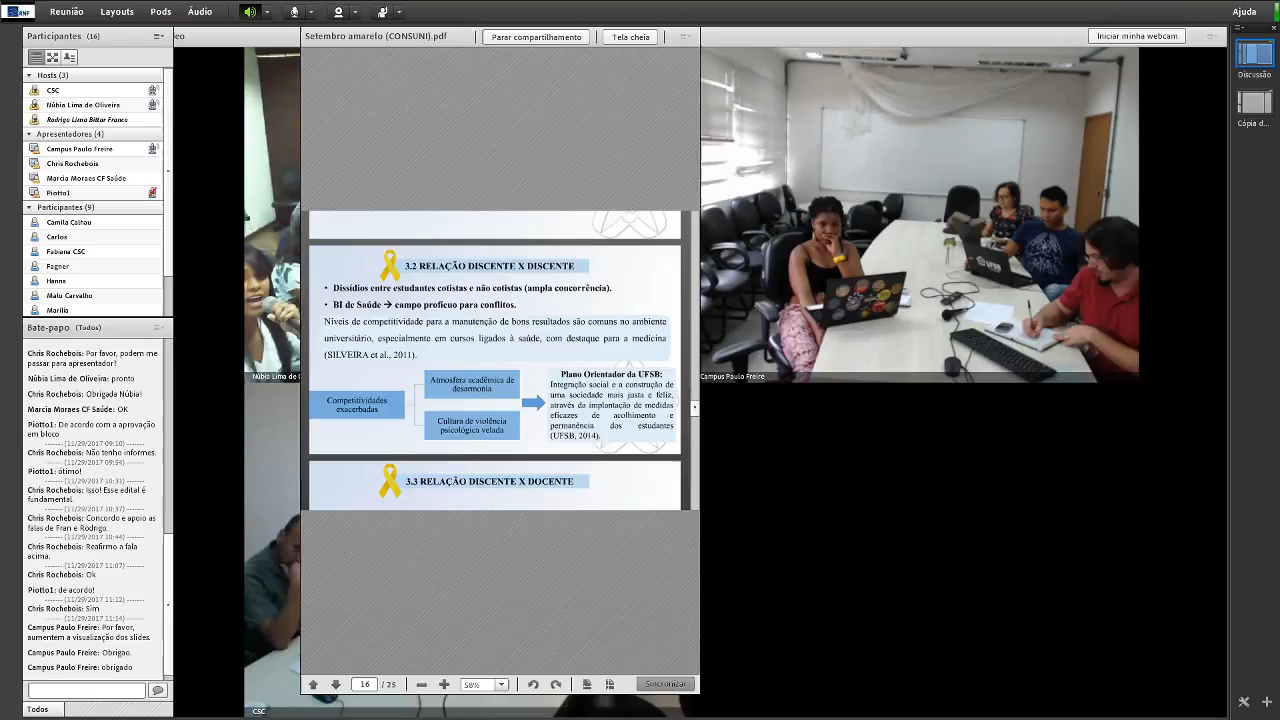 RNP
Reunião
Layouts
Pods
Áudio
Ajuda
Participantes (16)
eo
Setembro amarelo (CONSUNI).pdf
Parar compartilhamento
Tela cheia
Iniciar minha webcam
Discussão
Cópia d...
Hosts (3)
CSC
Núbia Lima de Oliveira
Rodrigo Lima Bittar Franco
Apresentadores (4)
Campus Paulo Freire
Chris Rochebois
Marcia Moraes CF Saúde
Piotto1
Participantes (9)
Camila Calhau
Carlos
Fabiana CSC
Fagner
Hanna
Malu Carvalho
Marília
Bate-papo (Todos)
Chris Rochebois: Por favor, podem me
passar para apresentador?
Núbia Lima de Oliveira: pronto
Chris Rochebois: Obrigada Núbia!
Marcia Moraes CF Saúde: OK
Piotto1: De acordo com a aprovação
em bloco
------ (11/29/2017 09:10) ------
Chris Rochebois: Não tenho informes.
------ (11/29/2017 09:54) ------
Piotto1: ótimo!
------ (11/29/2017 10:31) ------
Chris Rochebois: Isso! Esse edital é
fundamental.
------ (11/29/2017 10:37) ------
Chris Rochebois: Concordo e apoio as
falas de Fran e Rodrigo.
------ (11/29/2017 10:44) ------
Chris Rochebois: Reafirmo a fala
acima.
------ (11/29/2017 11:07) ------
Chris Rochebois: Ok
Piotto1: de acordo!
------ (11/29/2017 11:12) ------
Chris Rochebois: Sim
------ (11/29/2017 11:14) ------
Campus Paulo Freire: Por favor,
aumentem a visualização dos slides.
Campus Paulo Freire: Obrigao.
Campus Paulo Freire: obrigado
Todos
Núbia Lima de O
CSC
3.2 RELAÇÃO DISCENTE X DISCENTE
• Dissídios entre estudantes cotistas e não cotistas (ampla concorrência).
• BI de Saúde → campo profícuo para conflitos.
Níveis de competitividade para a manutenção de bons resultados são comuns no ambiente
universitário, especialmente em cursos ligados à saúde, com destaque para a medicina
(SILVEIRA et al., 2011).
Competitividades
exacerbadas
Atmosfera acadêmica de
desarmonia
Cultura de violência
psicológica velada
Plano Orientador da UFSB:
Integração social e a construção de
uma sociedade mais justa e feliz,
através da implantação de medidas
eficazes de acolhimento e
permanência dos estudantes
(UFSB, 2014).
3.3 RELAÇÃO DISCENTE X DOCENTE
16 / 25
58%
Sincronizar
UFSB
Campus Paulo Freire